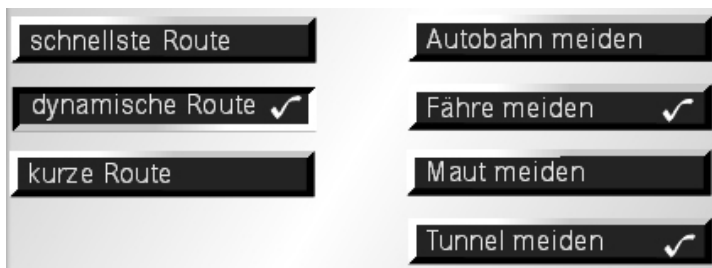 schnellste Route
dynamische Route
kurze Route
Autobahn meiden
Fähre meiden
Maut meiden
Tunnel meiden